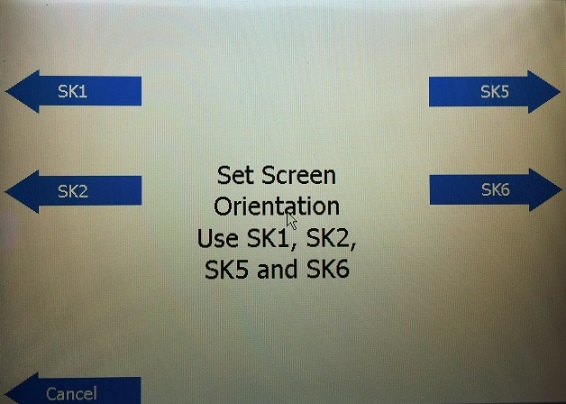 SK1
SK5
SK2
SK6
Set Screen
Orientation
Use SK1, SK2,
SK5 and SK6
Cancel